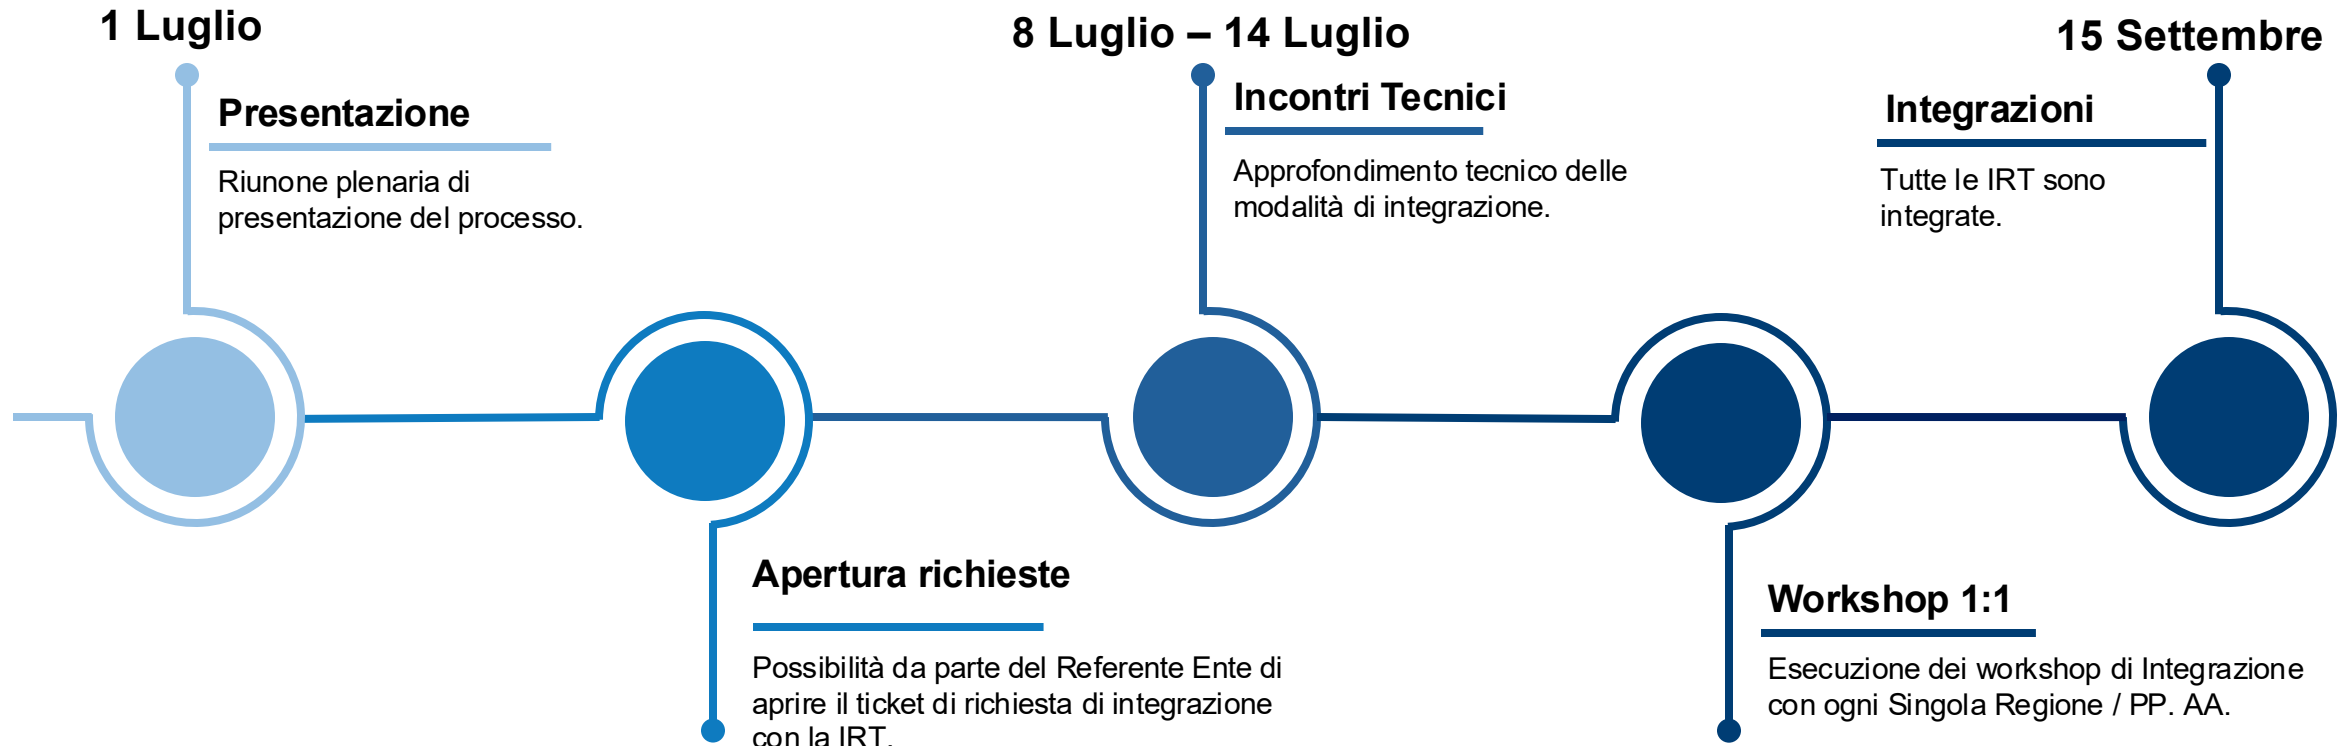 1 Luglio
Presentazione
Riunone plenaria di
presentazione del processo.
Apertura richieste
Possibilità da parte del Referente Ente di
aprire il ticket di richiesta di integrazione
con la IRT.
8 Luglio – 14 Luglio
Incontri Tecnici
Approfondimento tecnico delle
modalità di integrazione.
Workshop 1:1
Esecuzione dei workshop di Integrazione
con ogni Singola Regione / PP. AA.
15 Settembre
Integrazioni
Tutte le IRT sono
integrate.